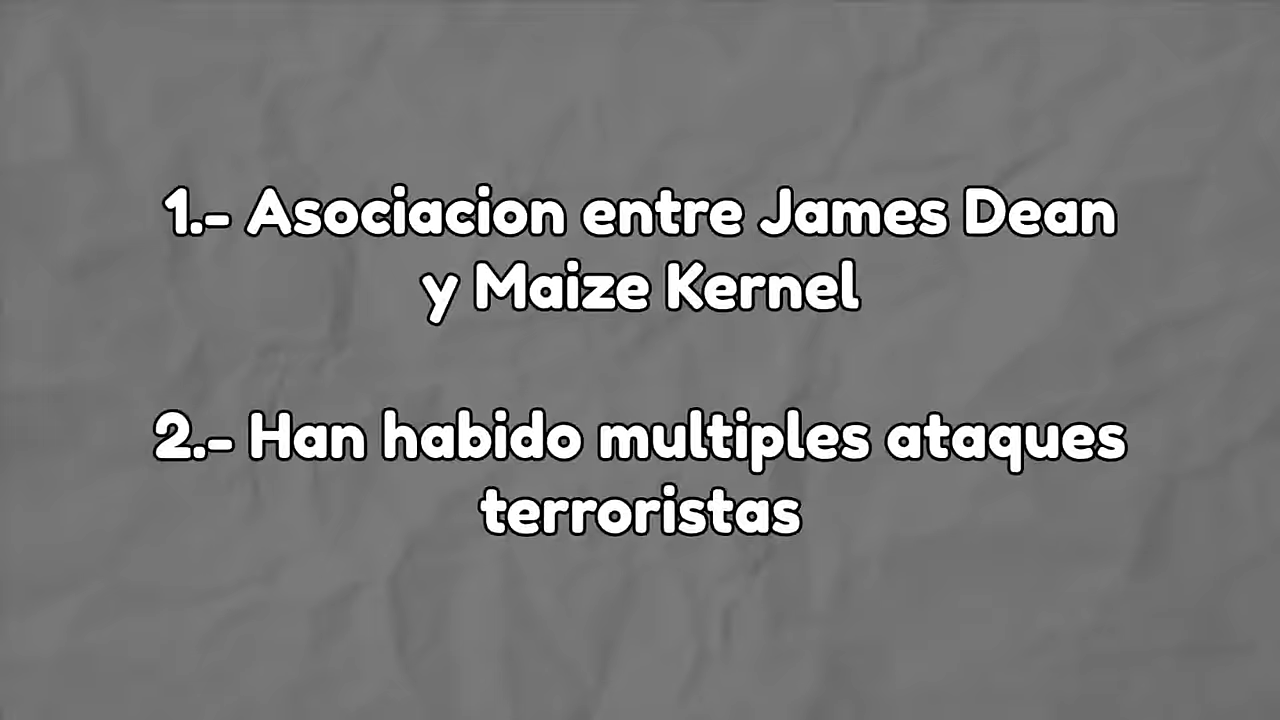 1.- Asociacion entre James Dean
y Maize Kernel
2.- Han habido multiples ataques
terroristas